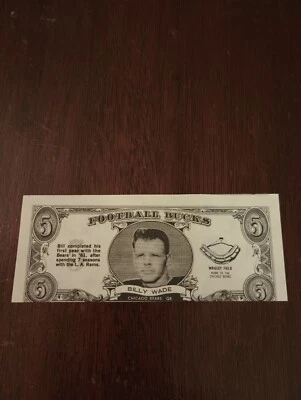 5 FOOTBALL BUCKS 5
Bill completed his
first year with the
Bears in '61, after
spending 7 seasons
with the L.A. Rams.
WRIGLEY FIELD
HOME OF THE
CHICAGO BEARS
5 BILLY WADE 5
CHICAGO BEARS QB